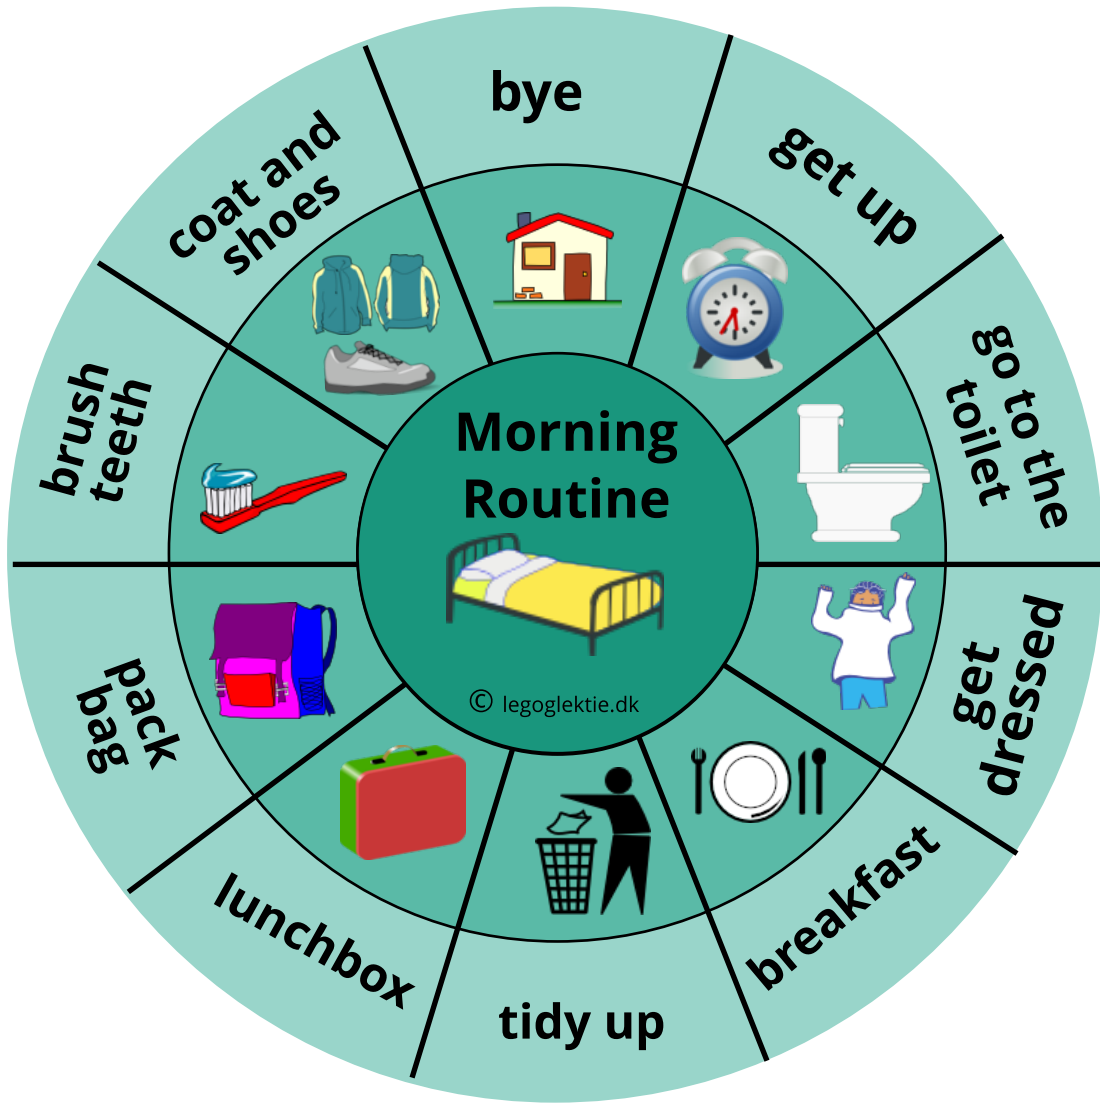 Morning
Routine
© legoglektie.dk
bye
get up
go to the
toilet
get
dressed
breakfast
tidy up
lunchbox
pack
bag
brush
teeth
coat and
shoes